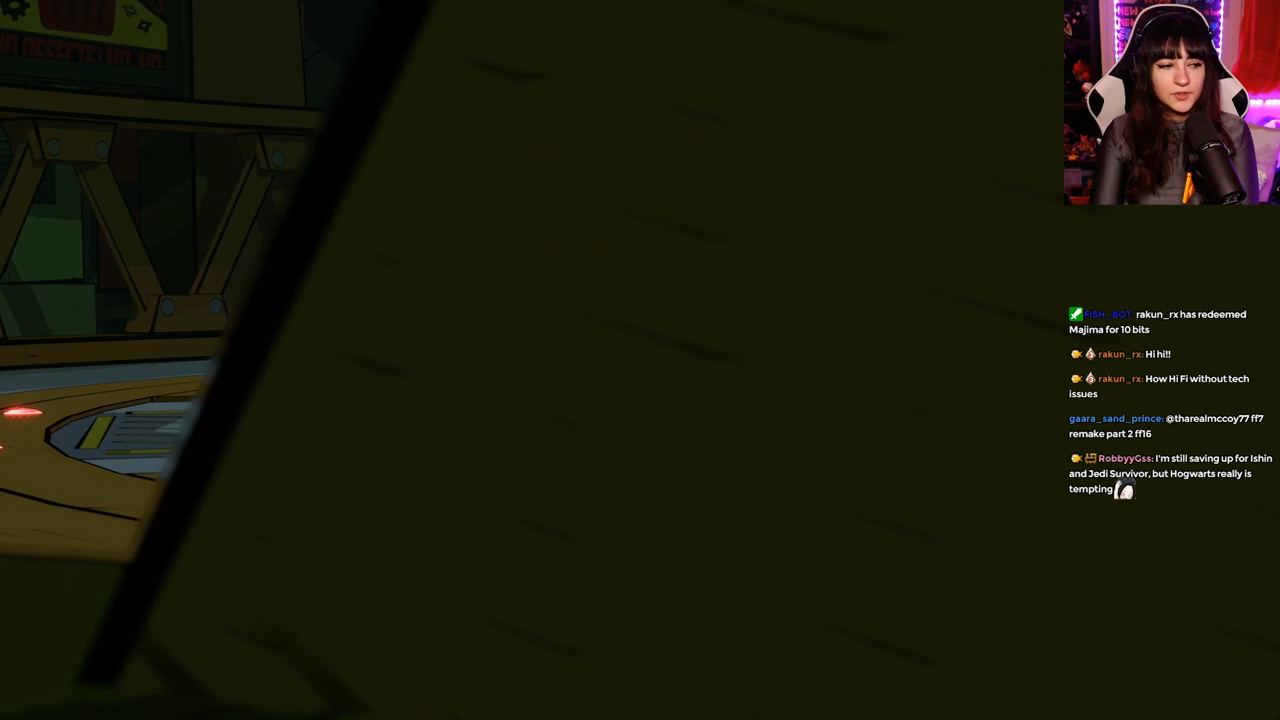 FISH_BOT rakun_rx has redeemed
Majima for 10 bits
rakun_rx: Hi hi!!
rakun_rx: How Hi Fi without tech
issues
gaara_sand_prince: @tharealmccoy77 ff7
remake part 2 ff16
RobbyyGss: I'm still saving up for Ishin
and Jedi Survivor, but Hogwarts really is
tempting